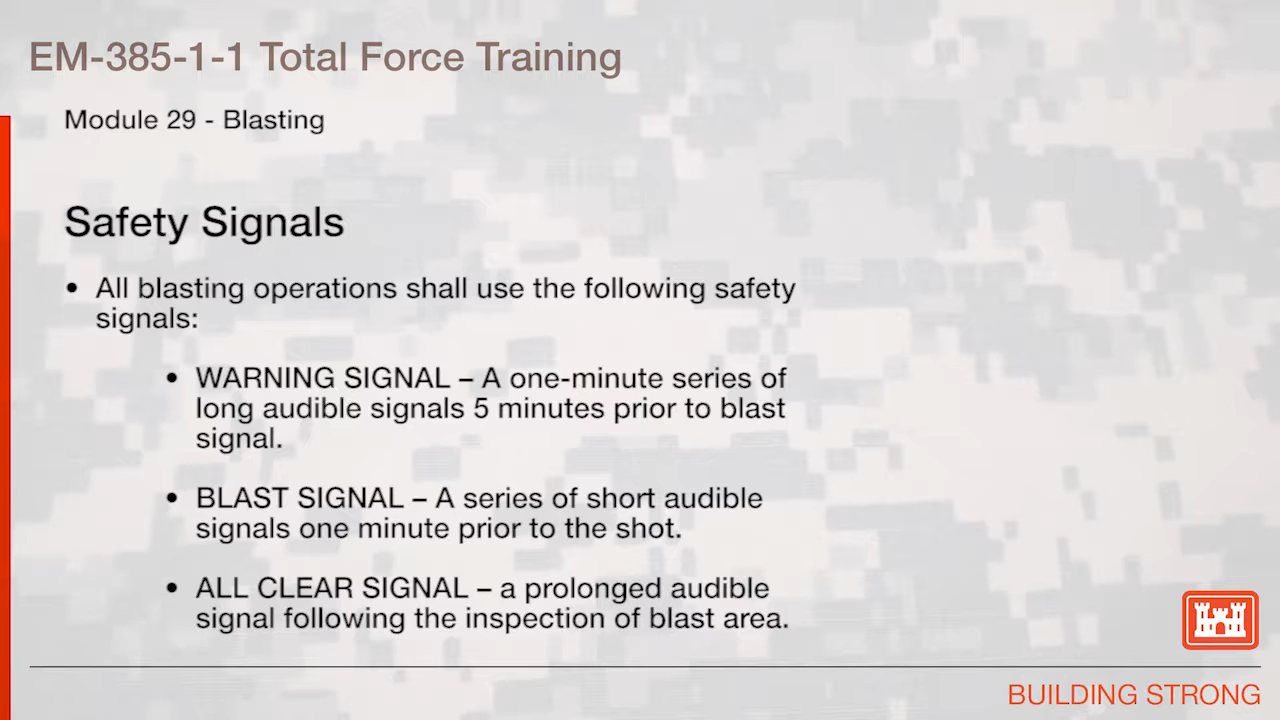 EM-385-1-1 Total Force Training
Module 29 - Blasting
Safety Signals
• All blasting operations shall use the following safety
signals:
• WARNING SIGNAL – A one-minute series of
long audible signals 5 minutes prior to blast
signal.
• BLAST SIGNAL – A series of short audible
signals one minute prior to the shot.
• ALL CLEAR SIGNAL – a prolonged audible
signal following the inspection of blast area.
BUILDING STRONG